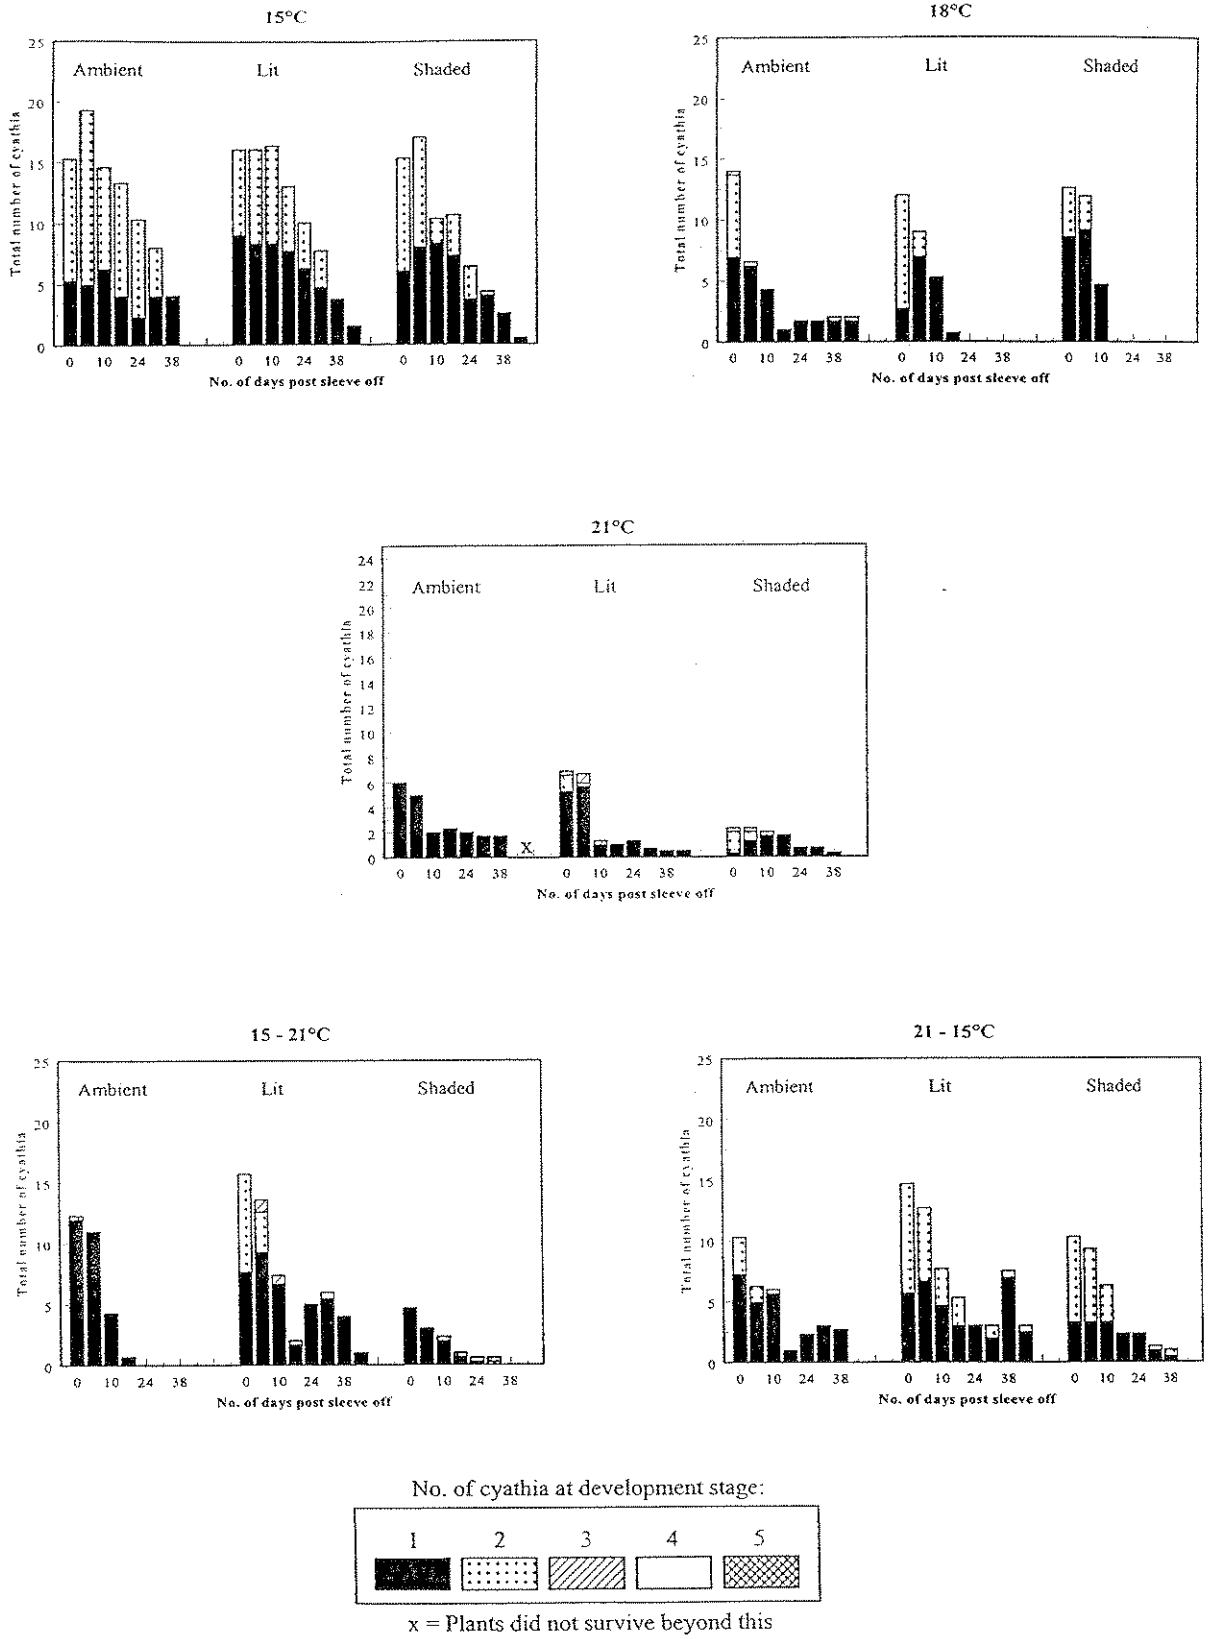 15°C
25
20
15
10
5
0
Total number of cyathia
Ambient Lit Shaded
0 10 24 38 0 10 24 38 0 10 24 38
No. of days post sleeve off
18°C
25
20
15
10
5
0
Total number of cyathia
Ambient Lit Shaded
0 10 24 38 0 10 24 38 0 10 24 38
No. of days post sleeve off
21°C
24
22
20
18
16
14
12
10
8
6
4
2
0
Total number of cyathia
Ambient Lit Shaded
X
0 10 24 38 0 10 24 38 0 10 24 38
No. of days post sleeve off
15 - 21°C
25
20
15
10
5
0
Total number of cyathia
Ambient Lit Shaded
0 10 24 38 0 10 24 38 0 10 24 38
No. of days post sleeve off
21 - 15°C
25
20
15
10
5
0
Total number of cyathia
Ambient Lit Shaded
0 10 24 38 0 10 24 38 0 10 24 38
No. of days post sleeve off
No. of cyathia at development stage:
1 2 3 4 5
x = Plants did not survive beyond this